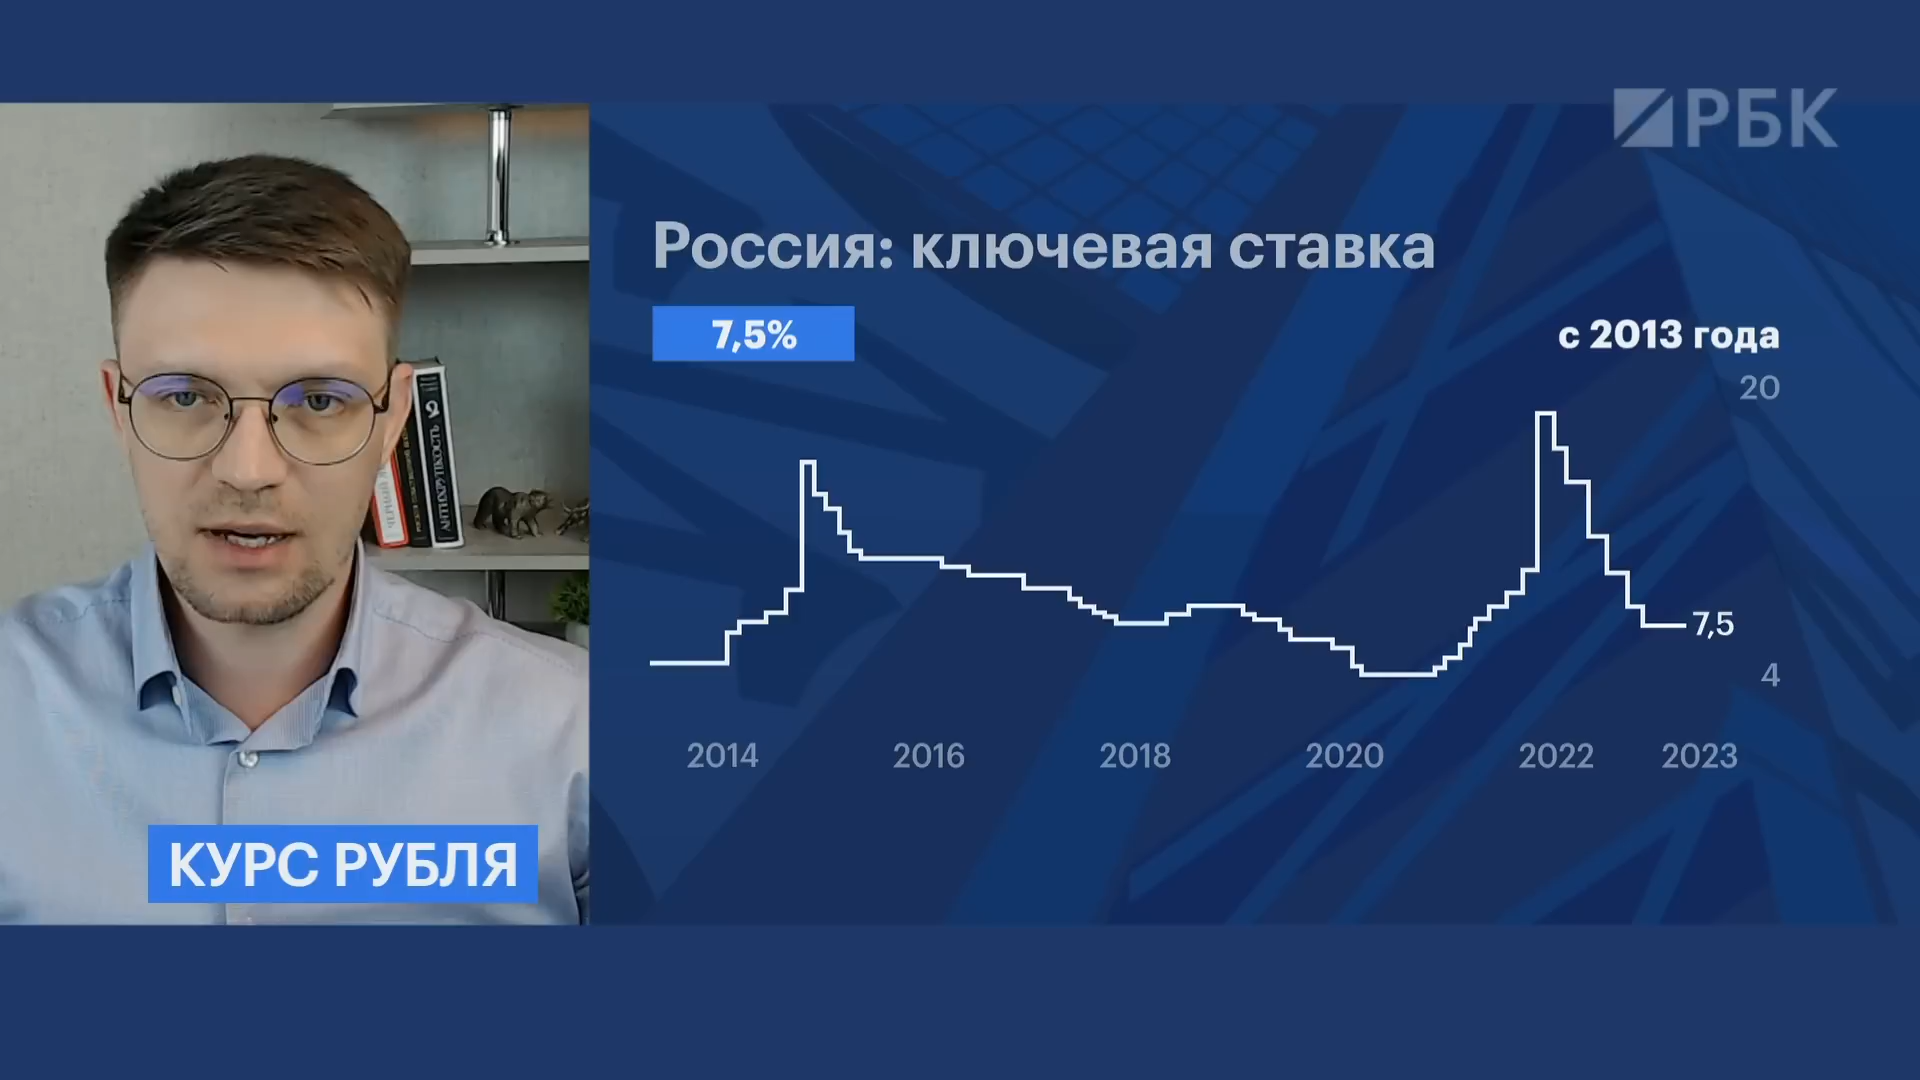 РБК
Россия: ключевая ставка
7,5%
с 2013 года
20
7,5
4
2014 2016 2018 2020 2022 2023
АНТИХРУПКОСТЬ
КУРС РУБЛЯ